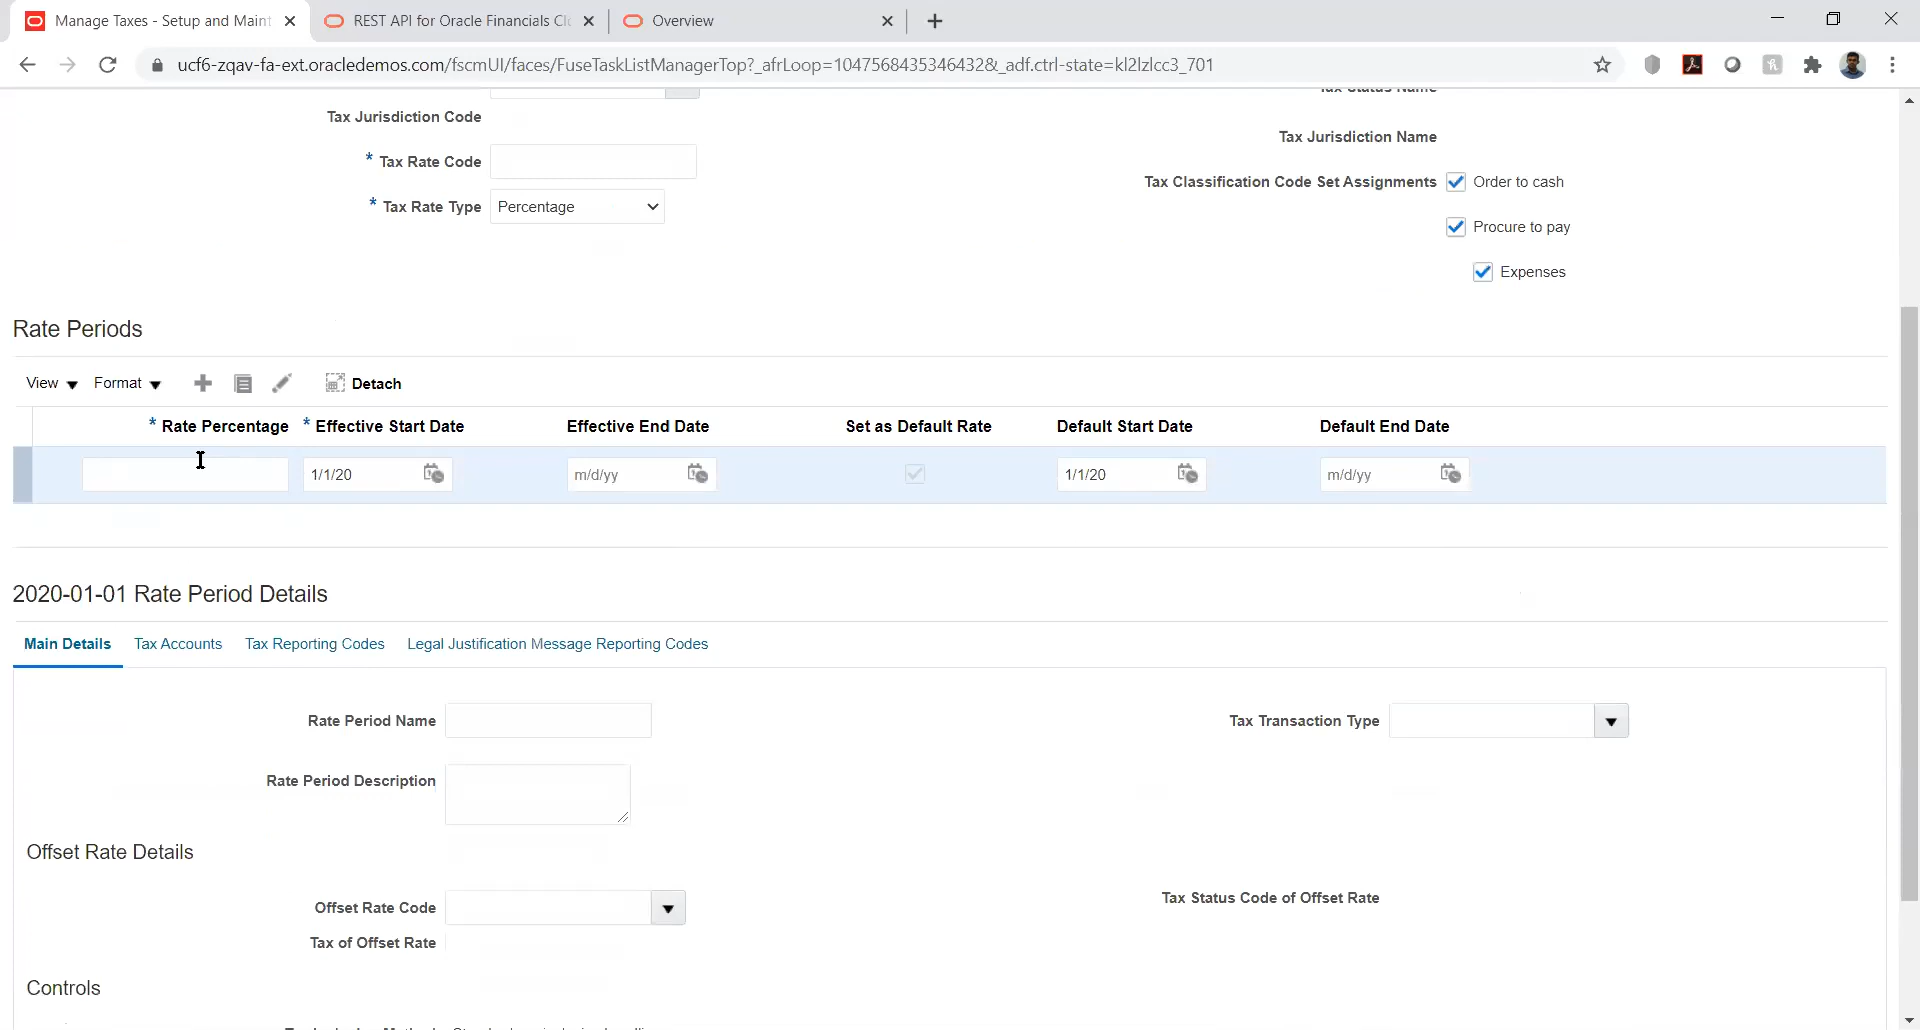 Manage Taxes - Setup and Maint
REST API for Oracle Financials Clo
Overview
ucf6-zqav-fa-ext.oracledemos.com/fscmUI/faces/FuseTaskListManagerTop?_afrLoop=10475684353464328&_adf.ctrl-state=kl2lzlcc3_701
Tax Status Name
Tax Jurisdiction Code
Tax Jurisdiction Name
* Tax Rate Code
Tax Classification Code Set Assignments Order to cash
* Tax Rate Type Percentage
Procure to pay
Expenses
Rate Periods
View Format Detach
* Rate Percentage * Effective Start Date Effective End Date Set as Default Rate Default Start Date Default End Date
1/1/20 m/d/yy 1/1/20 m/d/yy
2020-01-01 Rate Period Details
Main Details Tax Accounts Tax Reporting Codes Legal Justification Message Reporting Codes
Rate Period Name Tax Transaction Type
Rate Period Description
Offset Rate Details
Offset Rate Code Tax Status Code of Offset Rate
Tax of Offset Rate
Controls